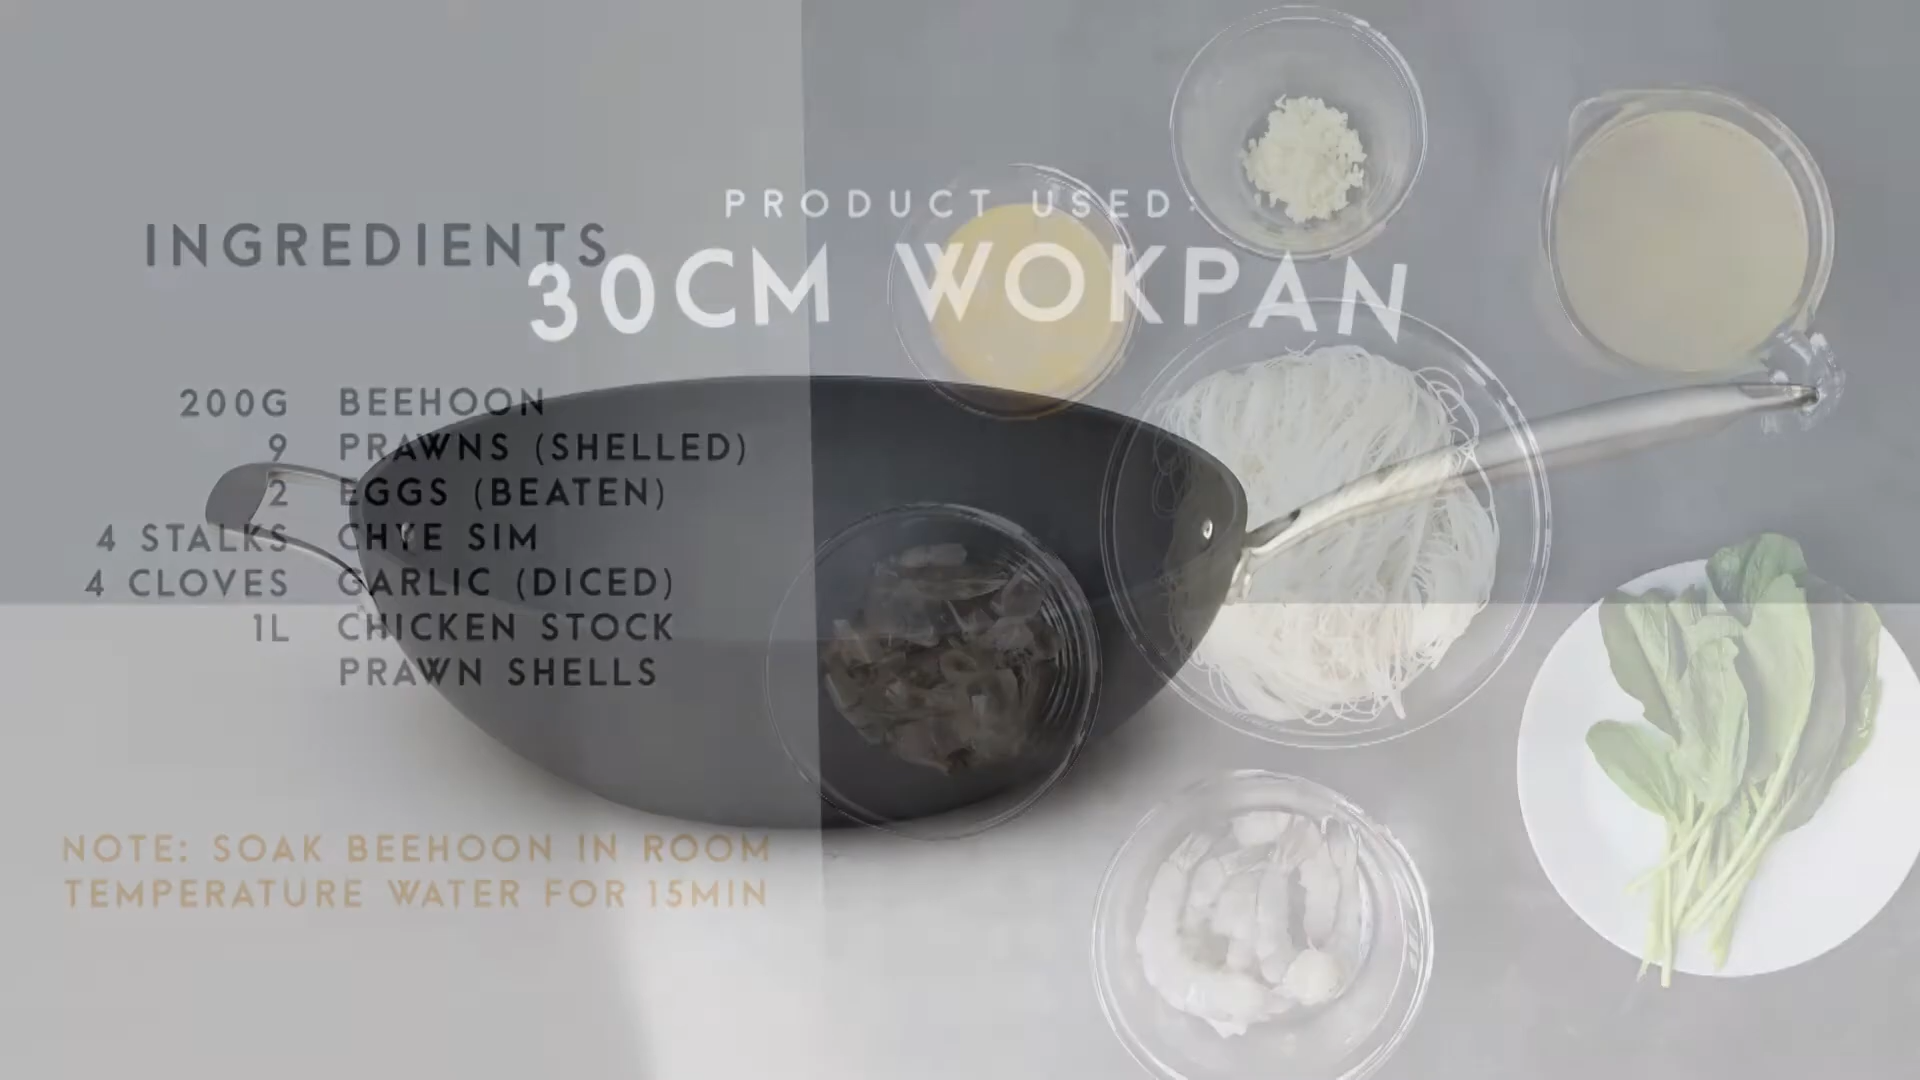 PRODUCT USED:
30CM WOKPAN
INGREDIENTS
200G BEEHOON
9 PRAWNS (SHELLED)
2 EGGS (BEATEN)
4 STALKS CHYE SIM
4 CLOVES GARLIC (DICED)
1L CHICKEN STOCK
PRAWN SHELLS
NOTE: SOAK BEEHOON IN ROOM
TEMPERATURE WATER FOR 15MIN